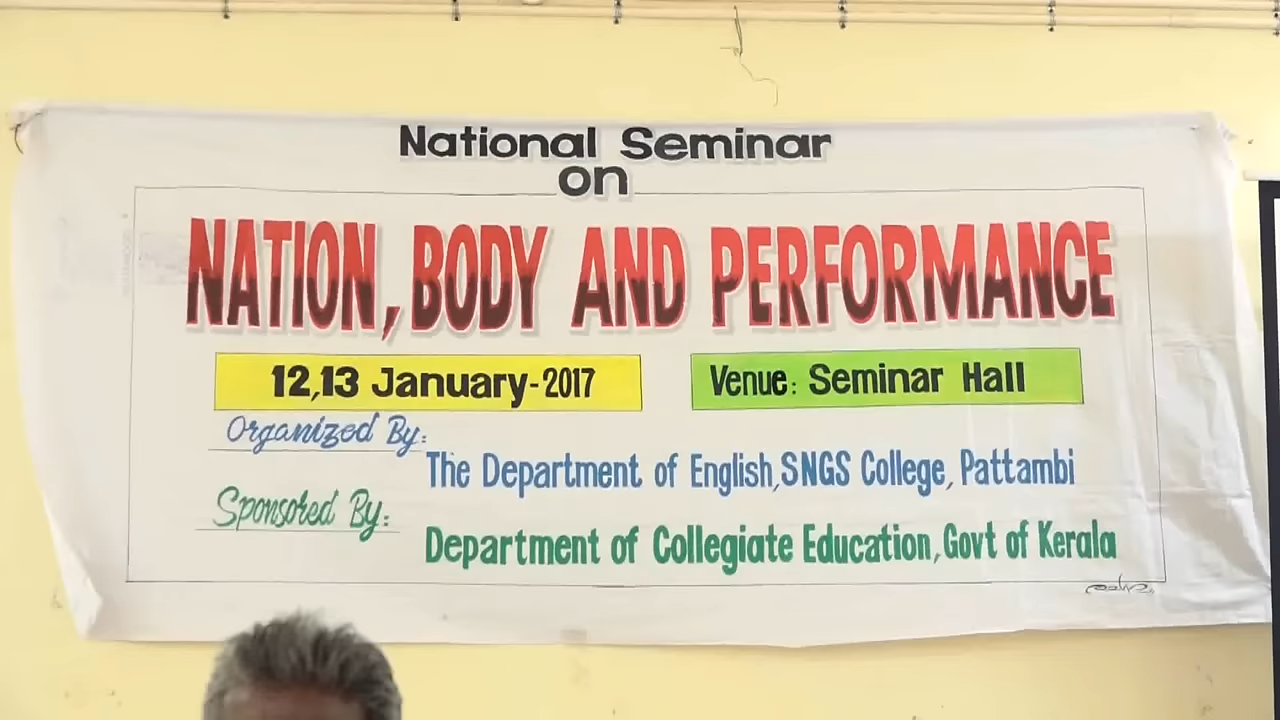 National Seminar
on
NATION, BODY AND PERFORMANCE
12,13 January-2017
Venue: Seminar Hall
Organized By:
The Department of English, SNGS College, Pattambi
Sponsored By:
Department of Collegiate Education, Govt of Kerala